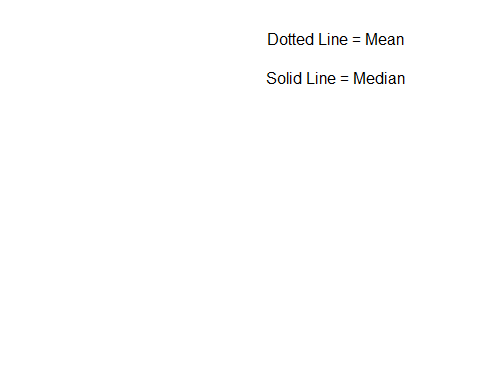 Dotted Line = Mean
Solid Line = Median